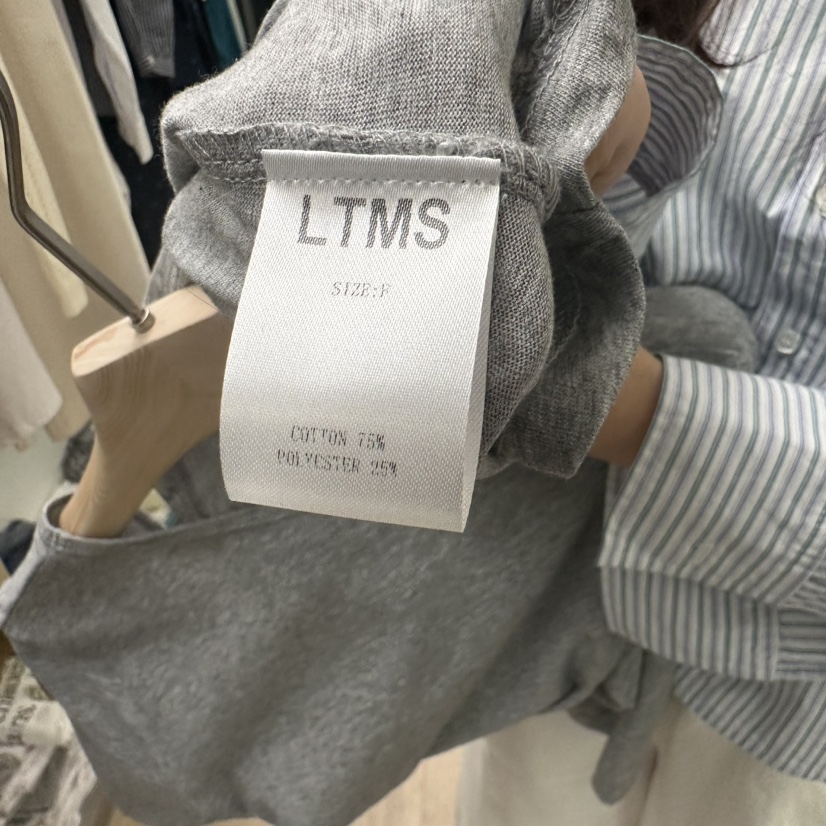 LTMS
SIZE:F
COTTON 75%
POLYESTER 25%